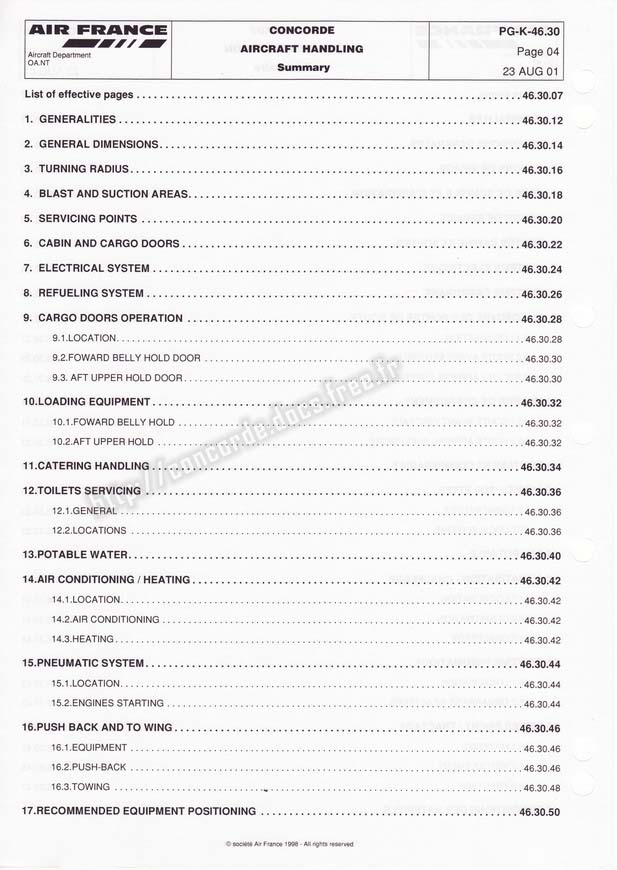 AIR FRANCE
Aircraft Department
OA.NT
CONCORDE
AIRCRAFT HANDLING
Summary
PG-K-46.30
Page 04
23 AUG 01
List of effective pages 46.30.07
1. GENERALITIES 46.30.12
2. GENERAL DIMENSIONS 46.30.14
3. TURNING RADIUS 46.30.16
4. BLAST AND SUCTION AREAS 46.30.18
5. SERVICING POINTS 46.30.20
6. CABIN AND CARGO DOORS 46.30.22
7. ELECTRICAL SYSTEM 46.30.24
8. REFUELING SYSTEM 46.30.26
9. CARGO DOORS OPERATION 46.30.28
9.1.LOCATION 46.30.28
9.2.FOWARD BELLY HOLD DOOR 46.30.30
9.3. AFT UPPER HOLD DOOR 46.30.30
10.LOADING EQUIPMENT 46.30.32
10.1.FOWARD BELLY HOLD 46.30.32
10.2.AFT UPPER HOLD 46.30.32
11.CATERING HANDLING 46.30.34
12.TOILETS SERVICING 46.30.36
12.1.GENERAL 46.30.36
12.2.LOCATIONS 46.30.36
13.POTABLE WATER 46.30.40
14.AIR CONDITIONING / HEATING 46.30.42
14.1.LOCATION 46.30.42
14.2.AIR CONDITIONING 46.30.42
14.3.HEATING 46.30.42
15.PNEUMATIC SYSTEM 46.30.44
15.1.LOCATION 46.30.44
15.2.ENGINES STARTING 46.30.44
16.PUSH BACK AND TO WING 46.30.46
16.1.EQUIPMENT 46.30.46
16.2.PUSH-BACK 46.30.46
16.3.TOWING 46.30.48
17.RECOMMENDED EQUIPMENT POSITIONING 46.30.50
© société Air France 1998 - All rights reserved
http://concorde.docs.free.fr